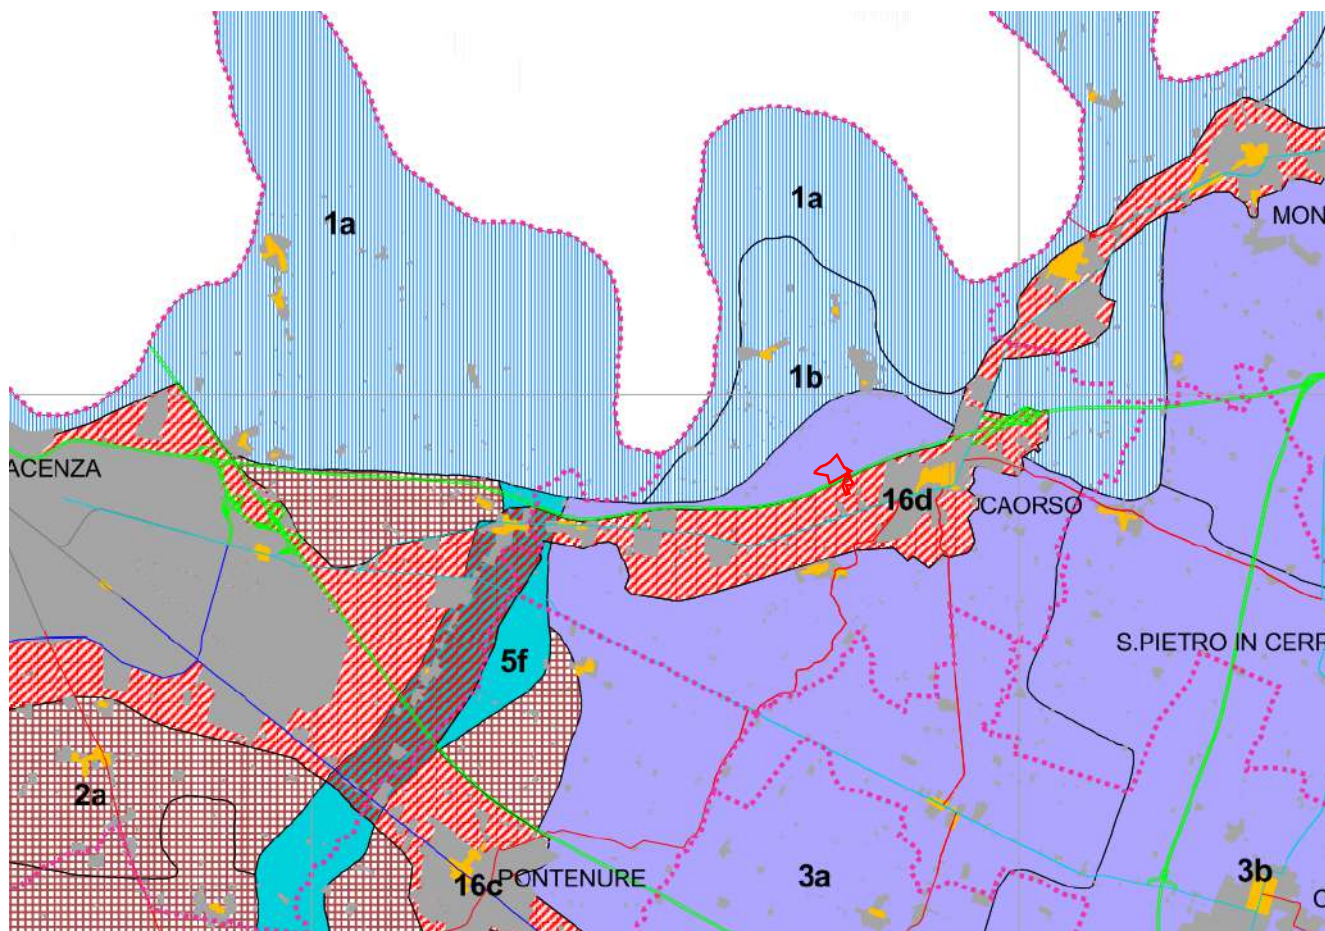 1a
1a
MON
1b
ACENZA
16d
CAORSO
5f
S.PIETRO IN CERR
2a
16c
PONTENURE
3a
3b
C